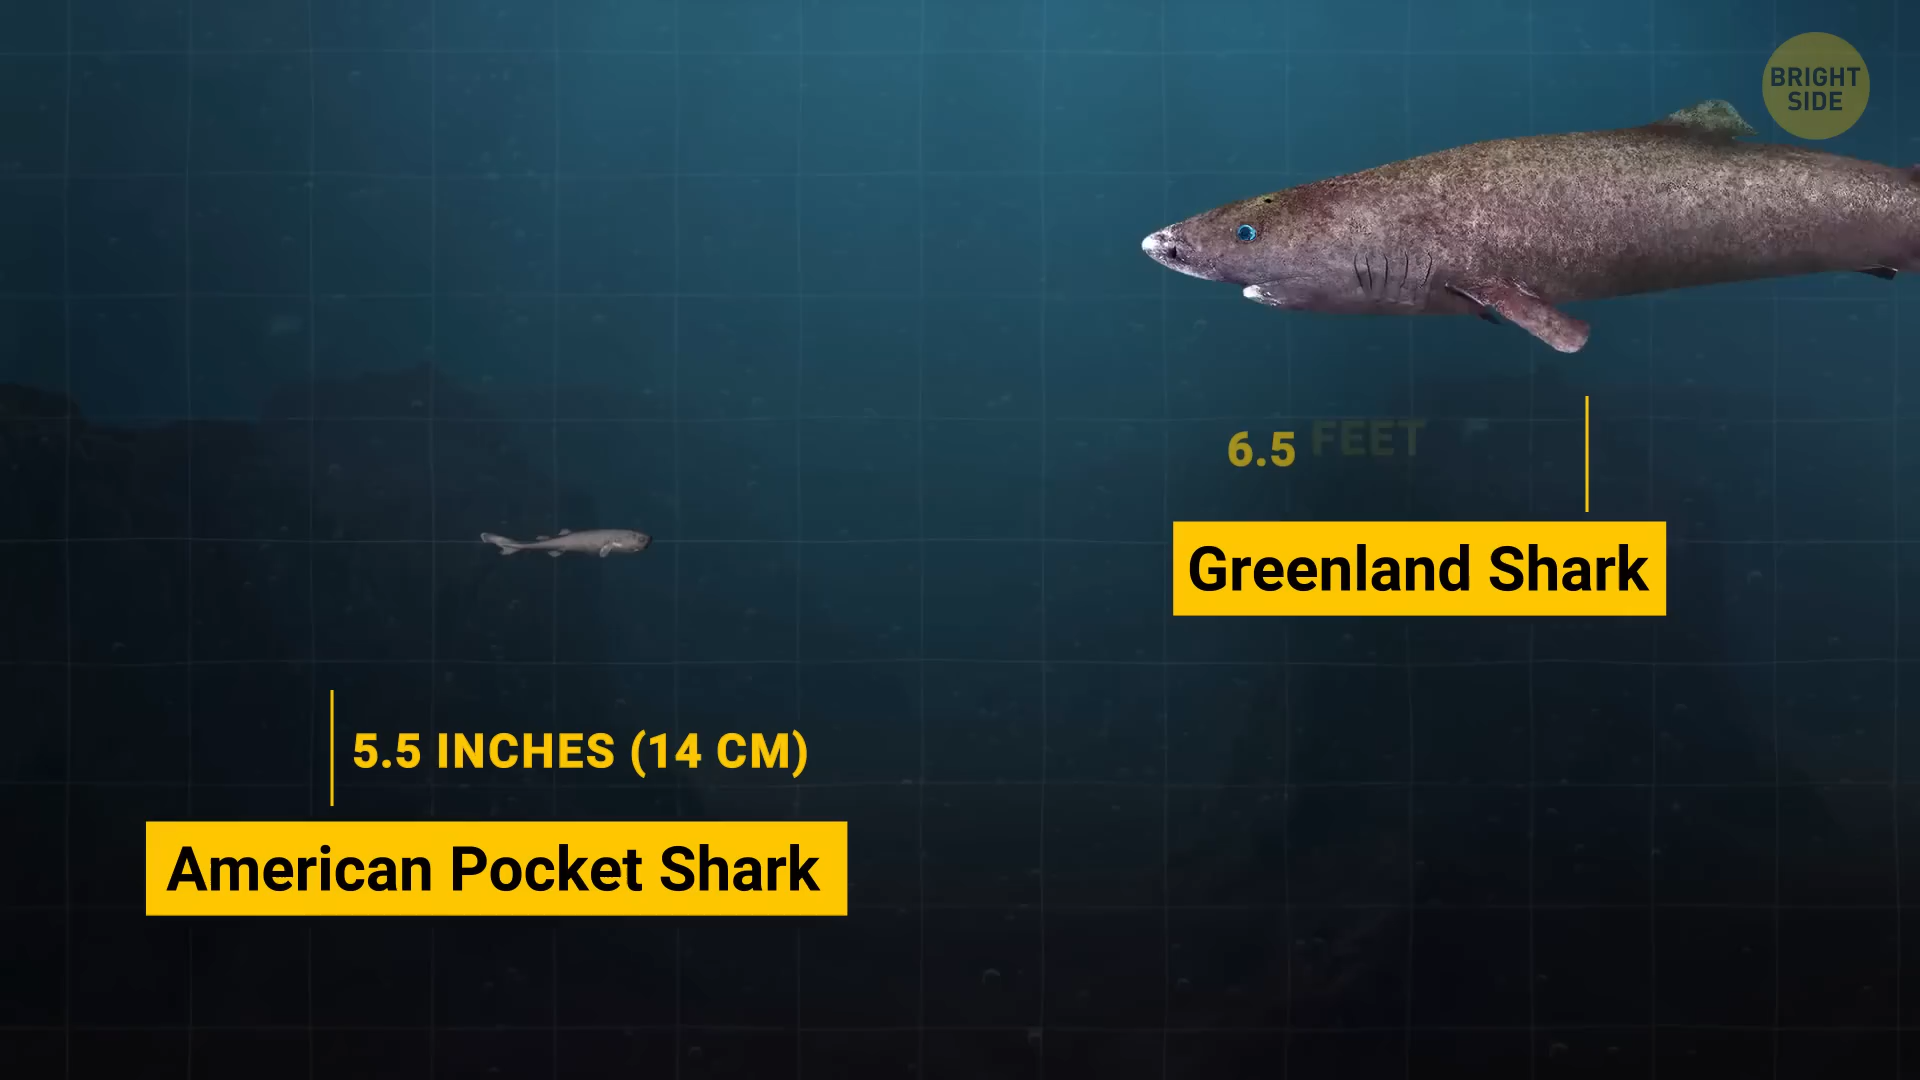 BRIGHT
SIDE
6.5 FEET
Greenland Shark
5.5 INCHES (14 CM)
American Pocket Shark